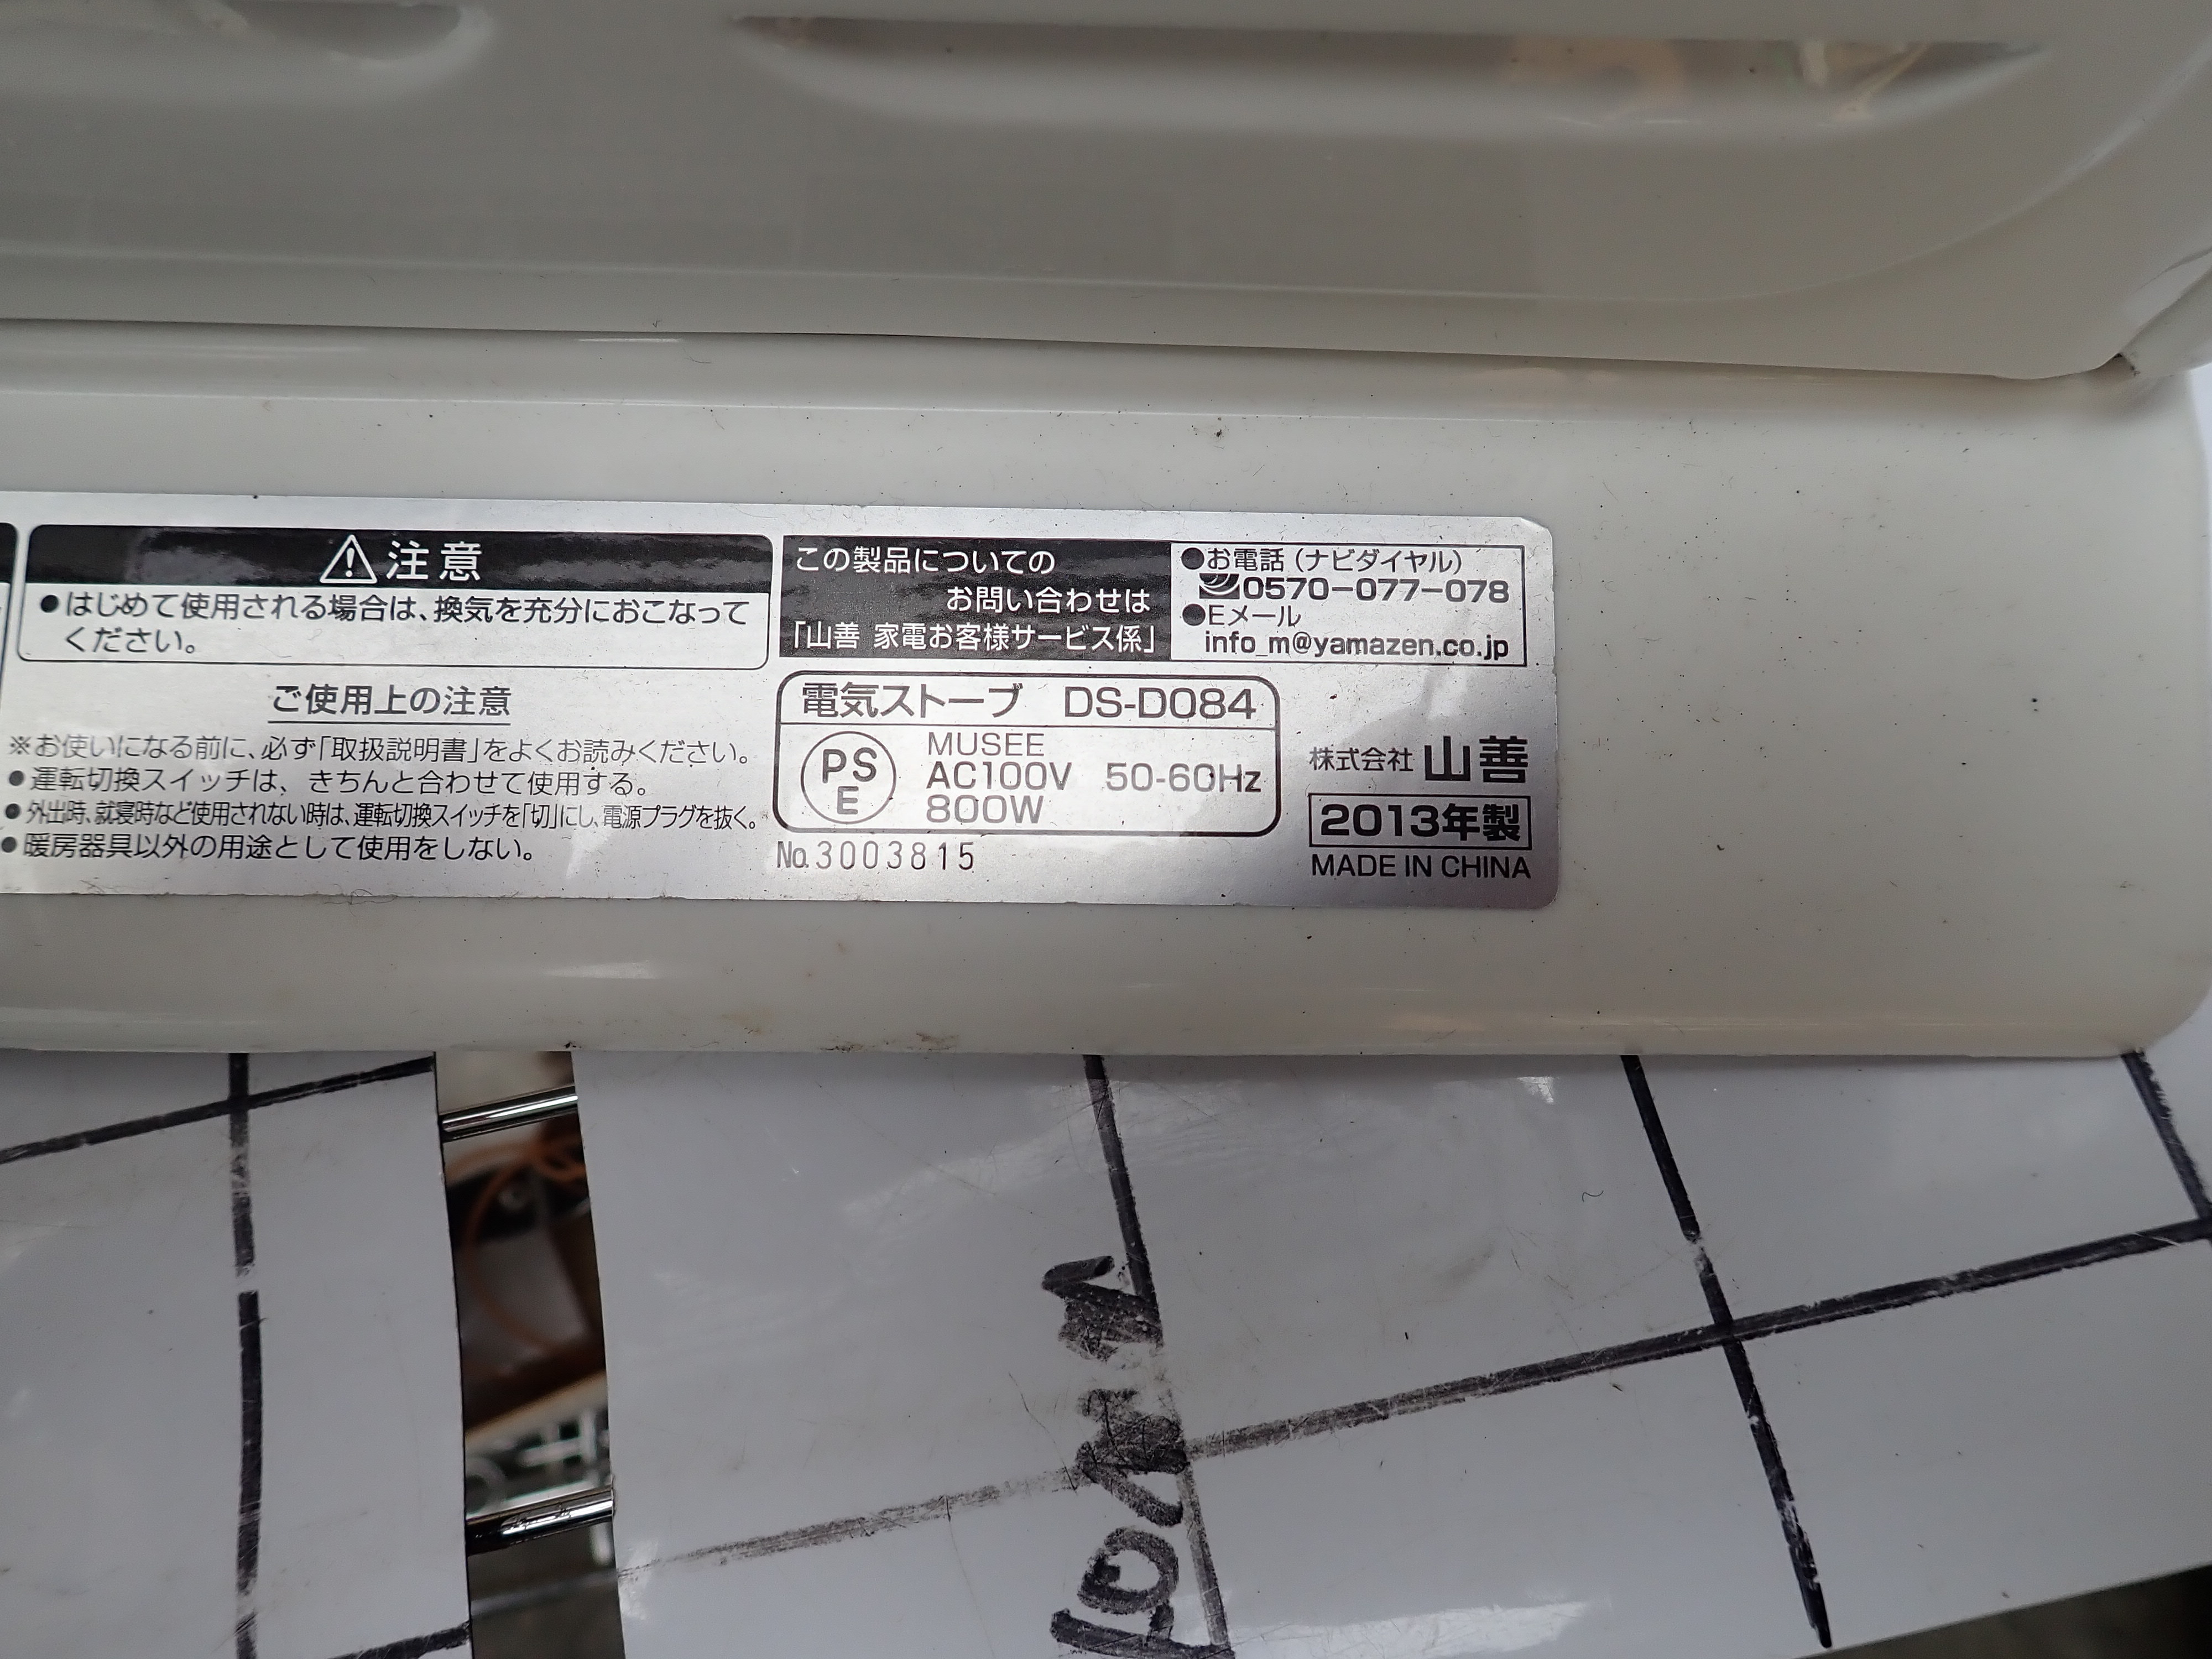 注意
●はじめて使用される場合は、換気を充分におこなって
ください。
ご使用上の注意
※お使いになる前に、必ず「取扱説明書」をよくお読みください。
●運転切換スイッチは、きちんと合わせて使用する。
●外出時、就寝時など使用されない時は、運転切換スイッチを「切」にし、電源プラグを抜く。
●暖房器具以外の用途として使用をしない。
この製品についての
お問い合わせは
「山善 家電お客様サービス係」
●お電話（ナビダイヤル）
0570-077-078
●Eメール
info_m@yamazen.co.jp
電気ストーブ DS-D084
PS
E
MUSEE
AC100V 50-60Hz
800W
No.3003815
株式会社 山善
2013年製
MADE IN CHINA
10cm